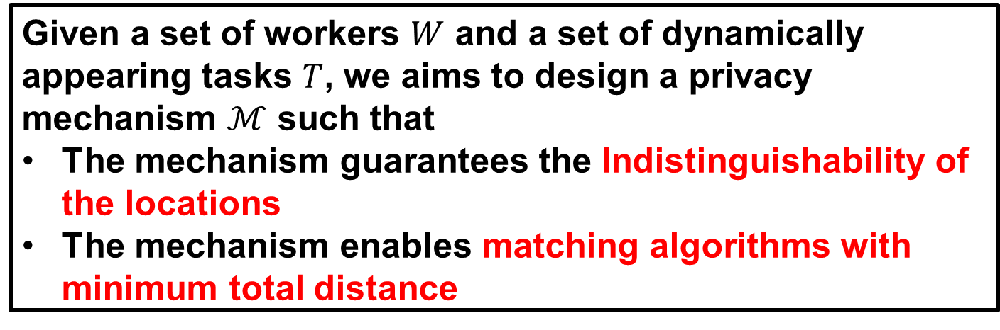 Given a set of workers 𝑊 and a set of dynamically
appearing tasks 𝑇, we aims to design a privacy
mechanism ℳ such that
• The mechanism guarantees the Indistinguishability of
the locations
• The mechanism enables matching algorithms with
minimum total distance